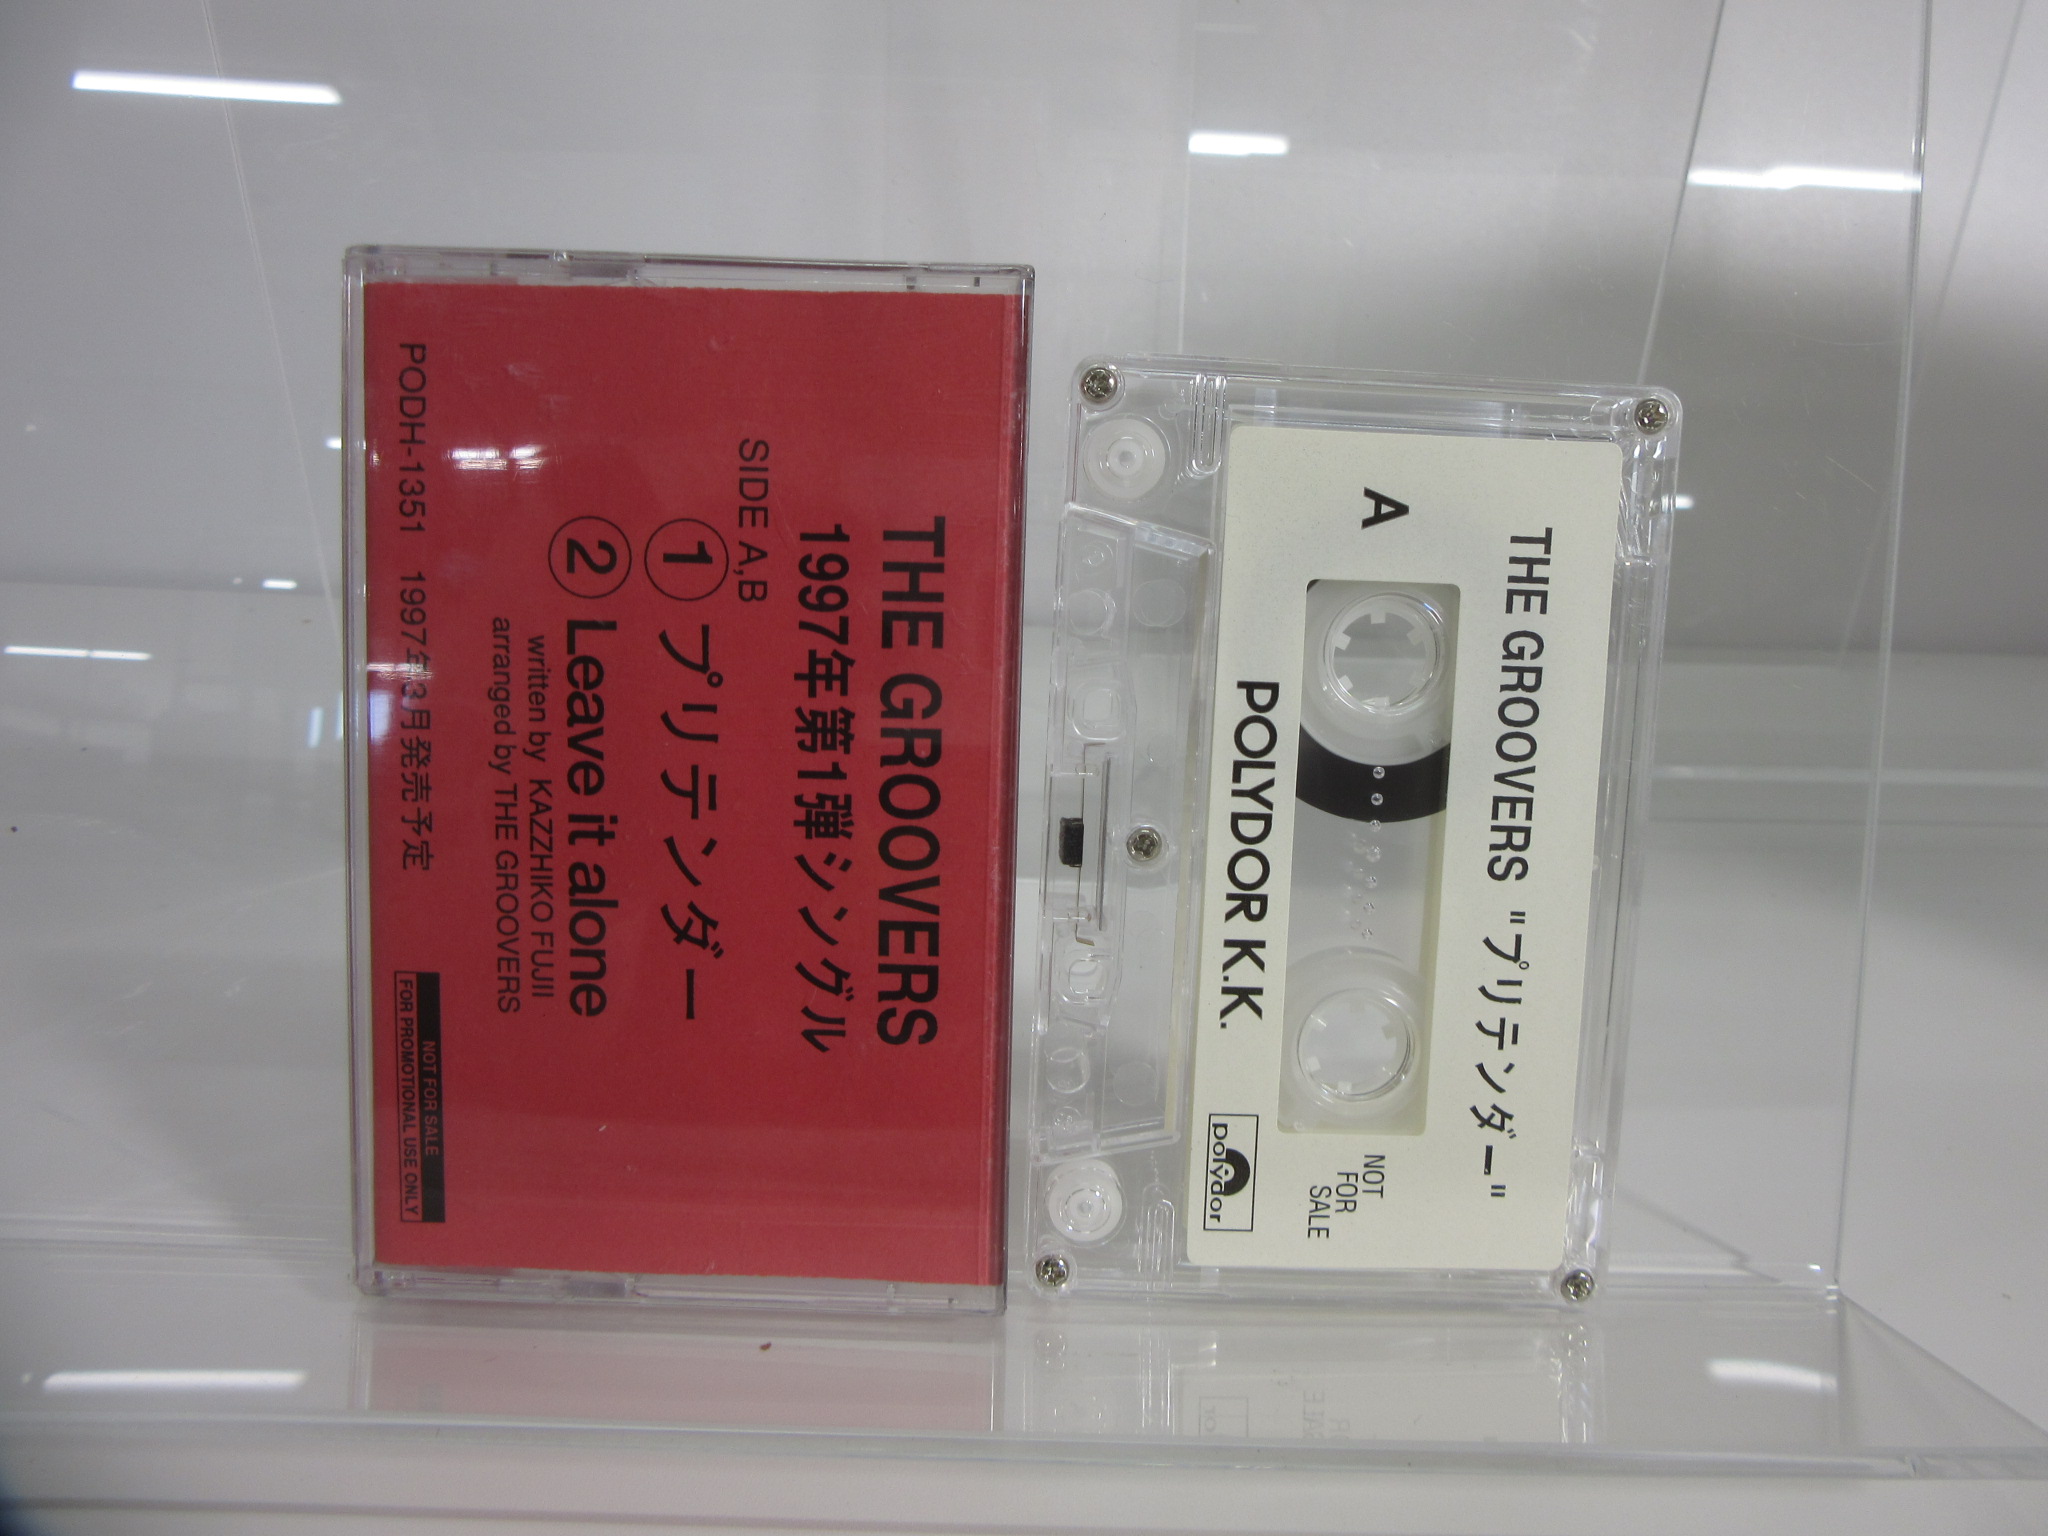 THE GROOVERS
1997年第1弾シングル
SIDE A,B
① プリテンダー
② Leave it alone
written by KAZZHIKO FUJII
arranged by THE GROOVERS
PODH-1351 1997年3月発売予定
NOT FOR SALE
FOR PROMOTIONAL USE ONLY
THE GROOVERS "プリテンダー"
A
NOT
FOR
SALE
POLYDOR K.K.
polydor